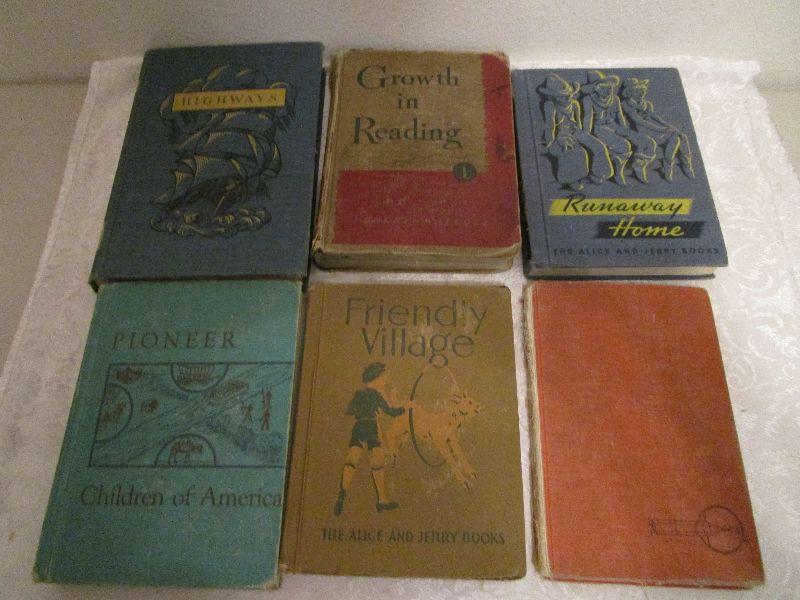 HIGHWAYS
Growth
in
Reading
1
Runaway
Home
THE ALICE AND JERRY BOOKS
PIONEER
Children of America
Friendly
Village
THE ALICE AND JERRY BOOKS